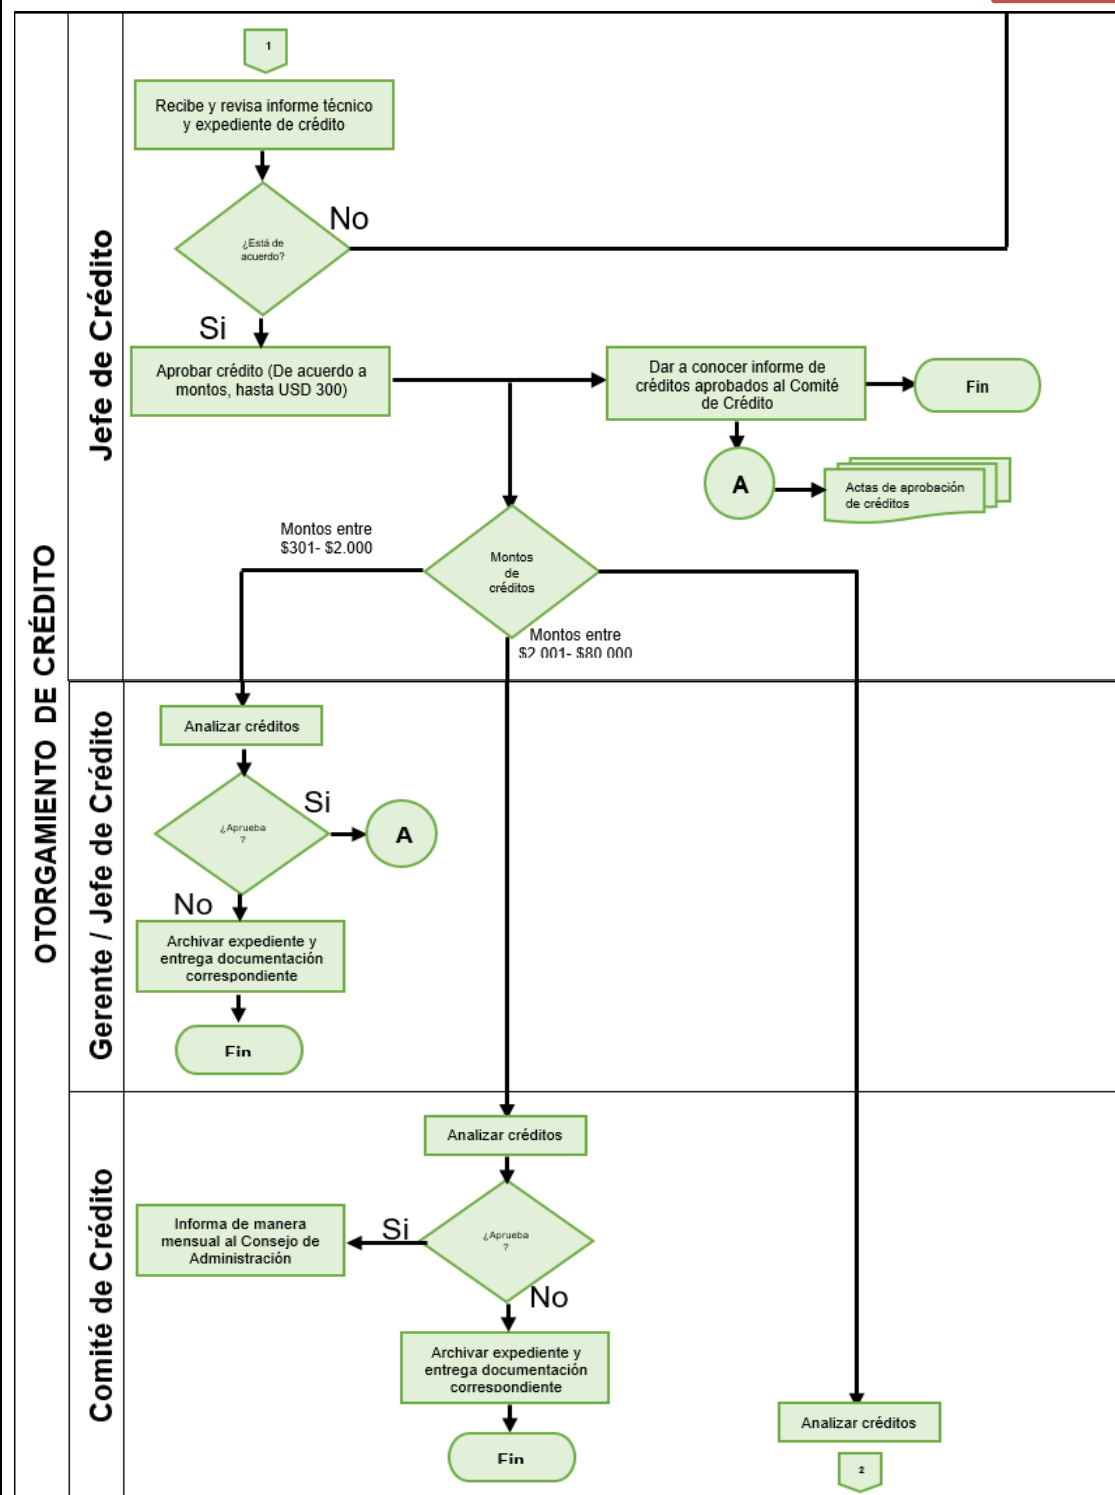 OTORGAMIENTO DE CRÉDITO
Jefe de Crédito
1
Recibe y revisa informe técnico
y expediente de crédito
¿Está de
acuerdo?
No
Si
Aprobar crédito (De acuerdo a
montos, hasta USD 300)
Dar a conocer informe de
créditos aprobados al Comité
de Crédito
Fin
A
Actas de aprobación
de créditos
Montos entre
$301- $2.000
Montos
de
créditos
Montos entre
$2.001- $80.000
Gerente / Jefe de Crédito
Analizar créditos
¿Aprueba
?
Si
A
No
Archivar expediente y
entrega documentación
correspondiente
Fin
Comité de Crédito
Analizar créditos
¿Aprueba
?
Si
Informa de manera
mensual al Consejo de
Administración
No
Archivar expediente y
entrega documentación
correspondiente
Fin
Analizar créditos
2